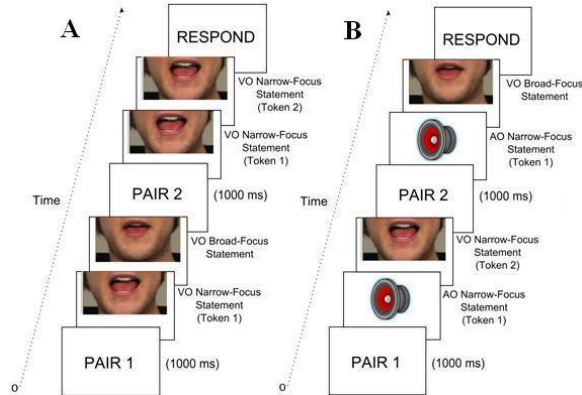 A
RESPOND
VO Narrow-Focus
Statement
(Token 2)
VO Narrow-Focus
Statement
(Token 1)
PAIR 2
(1000 ms)
Time
VO Broad-Focus
Statement
VO Narrow-Focus
Statement
(Token 1)
PAIR 1
(1000 ms)
0
B
RESPOND
VO Broad-Focus
Statement
AO Narrow-Focus
Statement
(Token 1)
PAIR 2
(1000 ms)
Time
VO Narrow-Focus
Statement
(Token 2)
AO Narrow-Focus
Statement
(Token 1)
PAIR 1
(1000 ms)
0